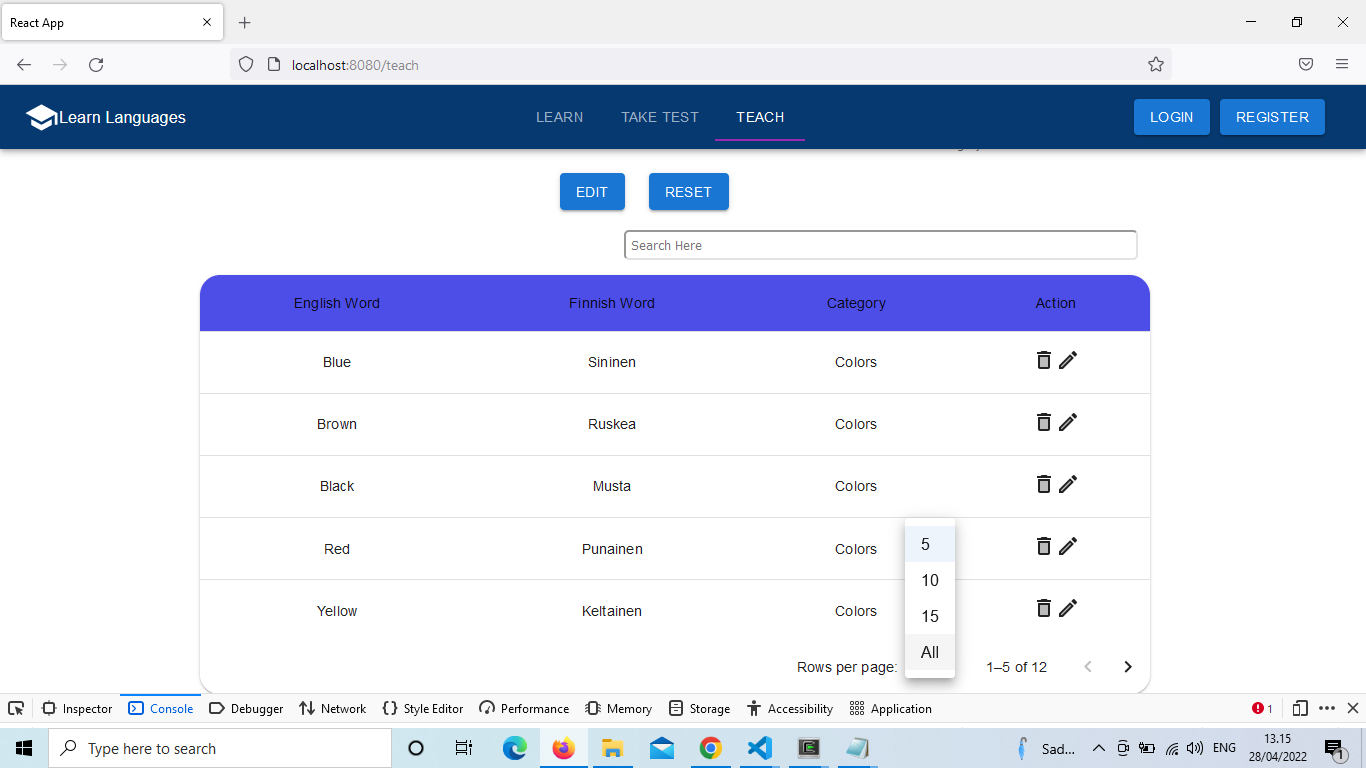 React App
localhost:8080/teach
Learn Languages
LEARN
TAKE TEST
TEACH
LOGIN
REGISTER
EDIT
RESET
Search Here
English Word Finnish Word Category Action
Blue Sininen Colors
Brown Ruskea Colors
Black Musta Colors
Red Punainen Colors
Yellow Keltainen Colors
5
10
15
All
Rows per page:
1–5 of 12
Inspector Console Debugger Network Style Editor Performance Memory Storage Accessibility Application 1
Type here to search
Sad...
ENG
13.15
28/04/2022
1